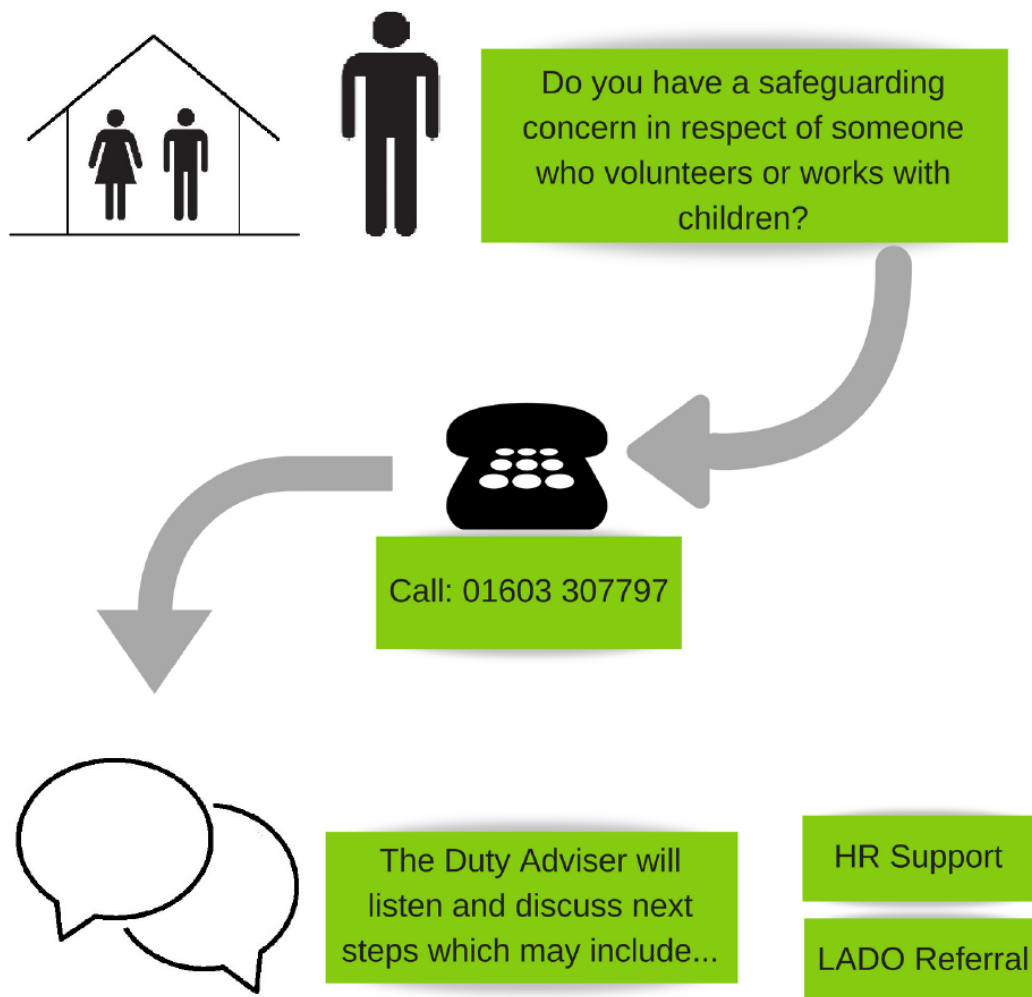 Do you have a safeguarding
concern in respect of someone
who volunteers or works with
children?
Call: 01603 307797
The Duty Adviser will
listen and discuss next
steps which may include...
HR Support
LADO Referral